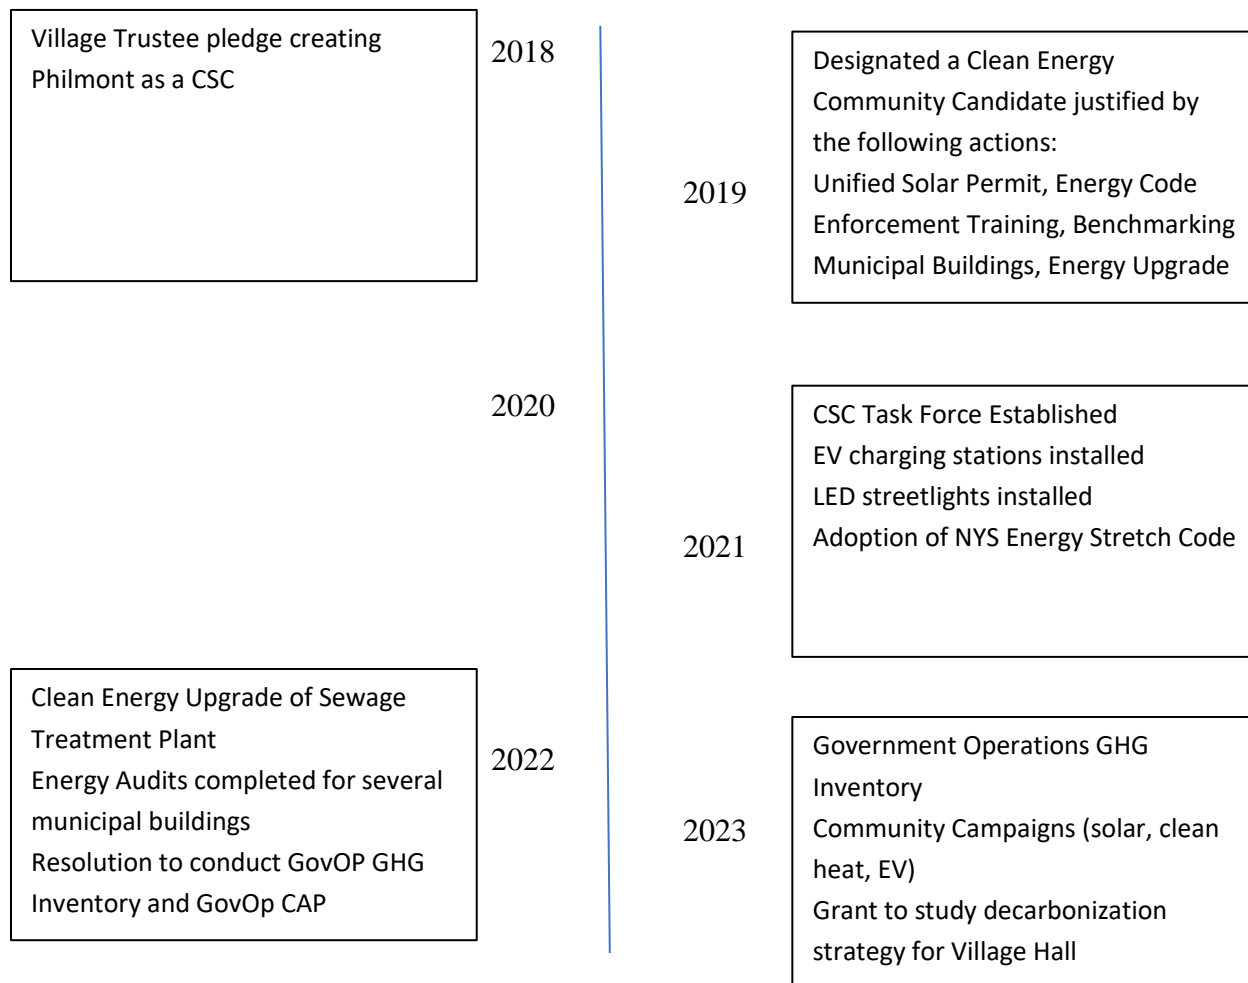 Village Trustee pledge creating
Philmont as a CSC
2018
Designated a Clean Energy
Community Candidate justified by
the following actions:
Unified Solar Permit, Energy Code
Enforcement Training, Benchmarking
Municipal Buildings, Energy Upgrade
2019
2020
CSC Task Force Established
EV charging stations installed
LED streetlights installed
Adoption of NYS Energy Stretch Code
2021
Clean Energy Upgrade of Sewage
Treatment Plant
Energy Audits completed for several
municipal buildings
Resolution to conduct GovOP GHG
Inventory and GovOp CAP
2022
Government Operations GHG
Inventory
Community Campaigns (solar, clean
heat, EV)
Grant to study decarbonization
strategy for Village Hall
2023